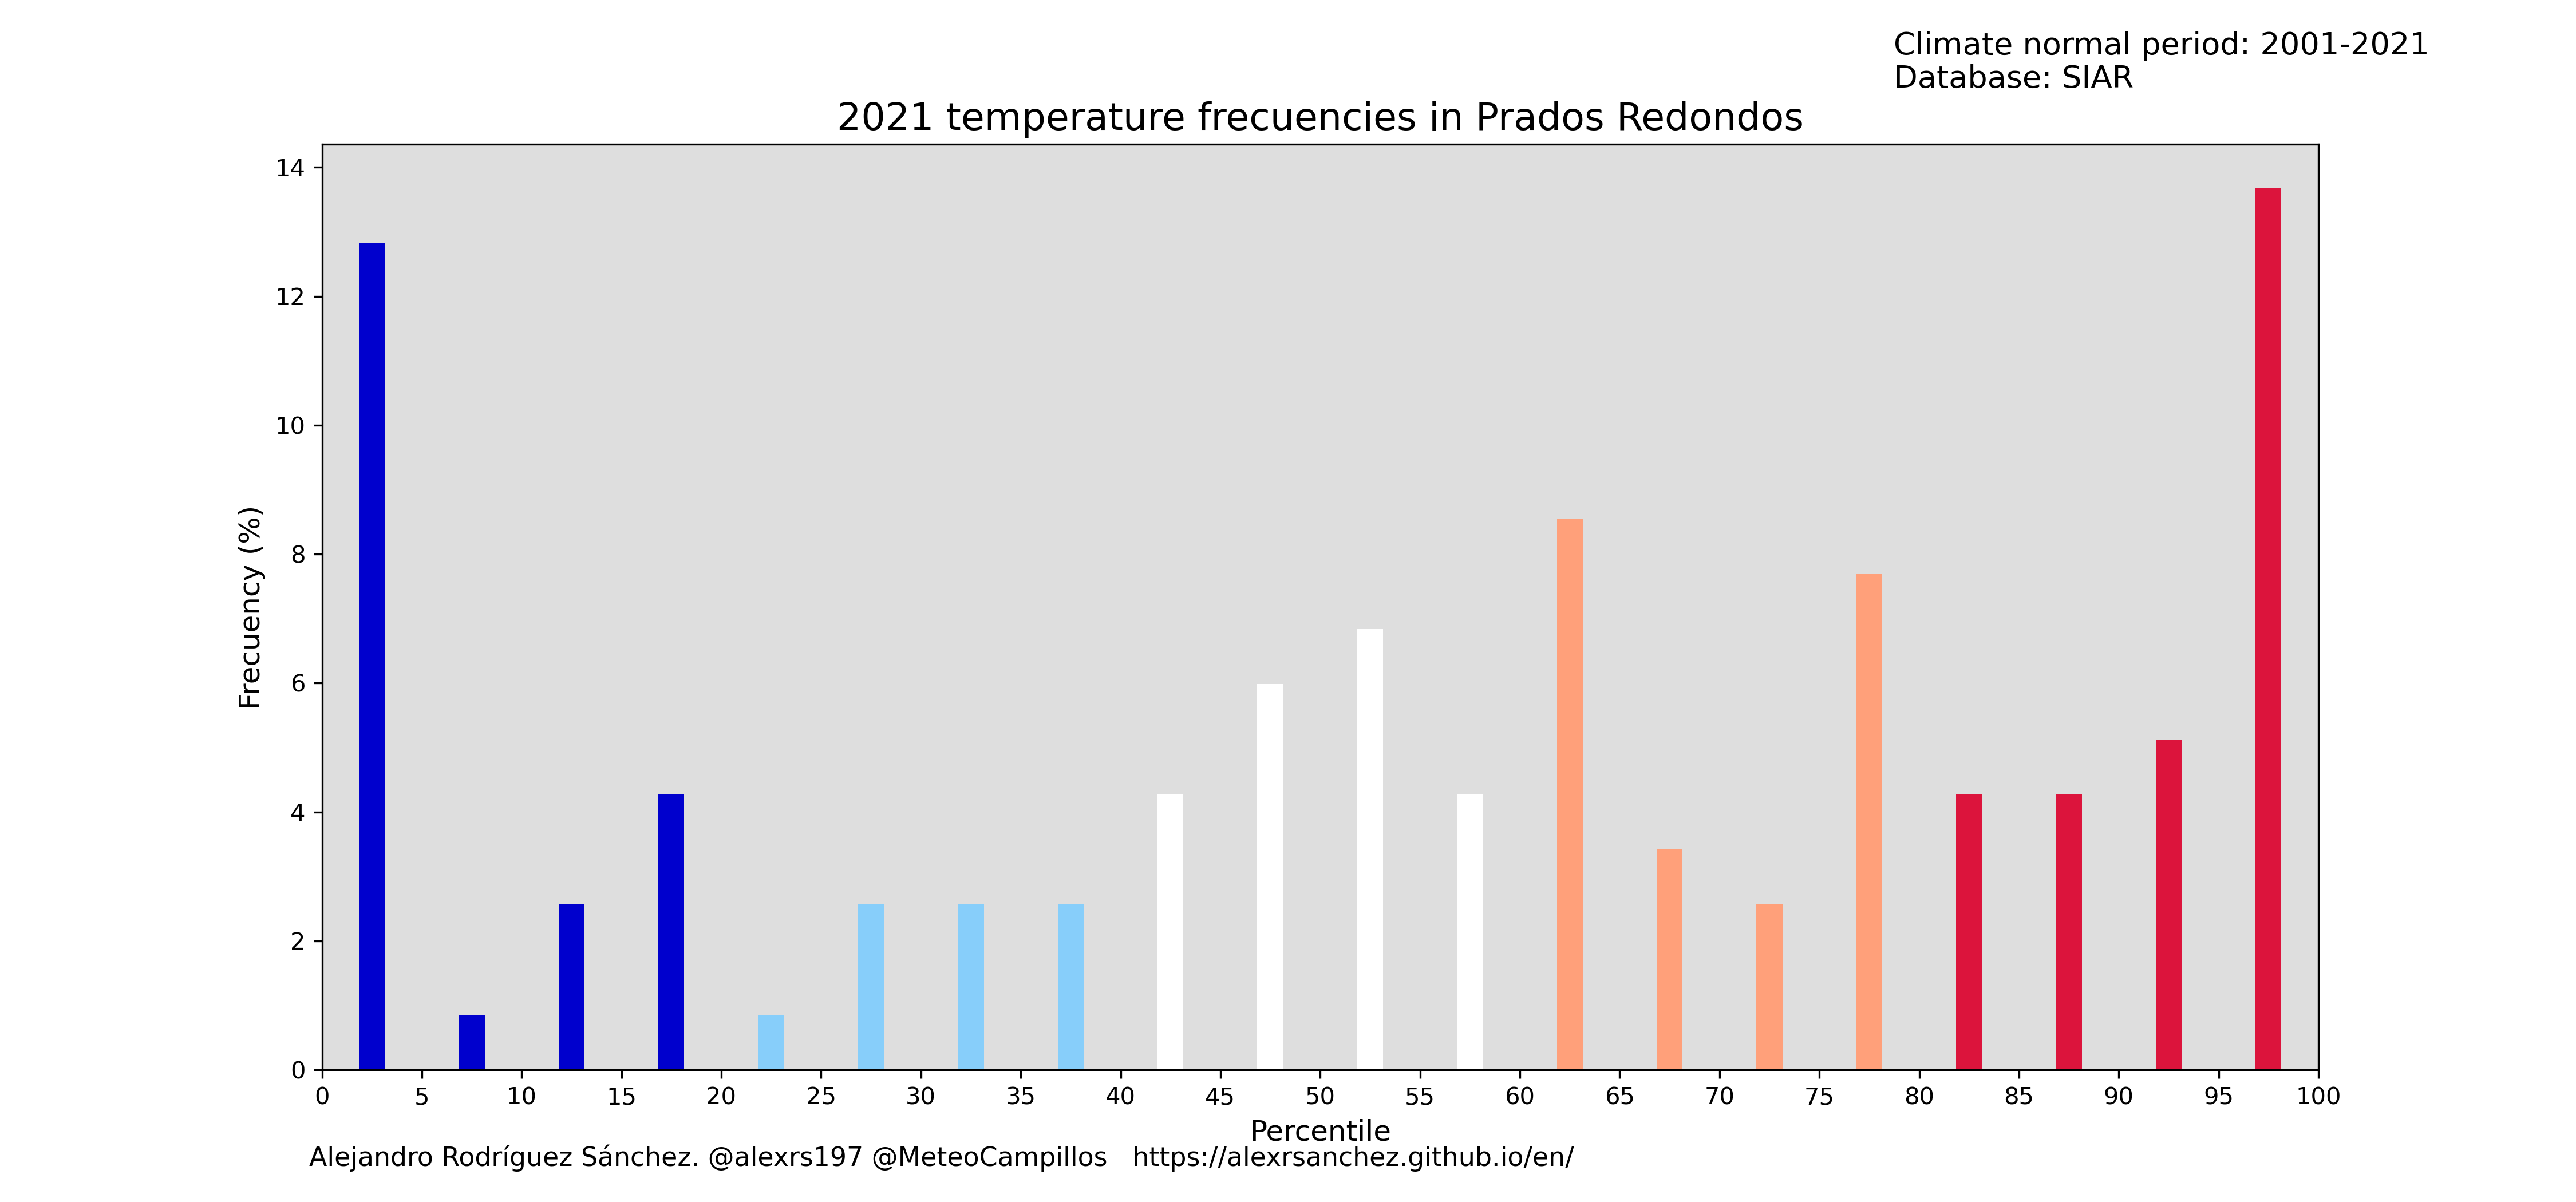 Climate normal period: 2001-2021
Database: SIAR
2021 temperature frecuencies in Prados Redondos
14
12
10
8
6
4
2
0
Frecuency (%)
0 5 10 15 20 25 30 35 40 45 50 55 60 65 70 75 80 85 90 95 100
Percentile
Alejandro Rodríguez Sánchez. @alexrs197 @MeteoCampillos https://alexrsanchez.github.io/en/